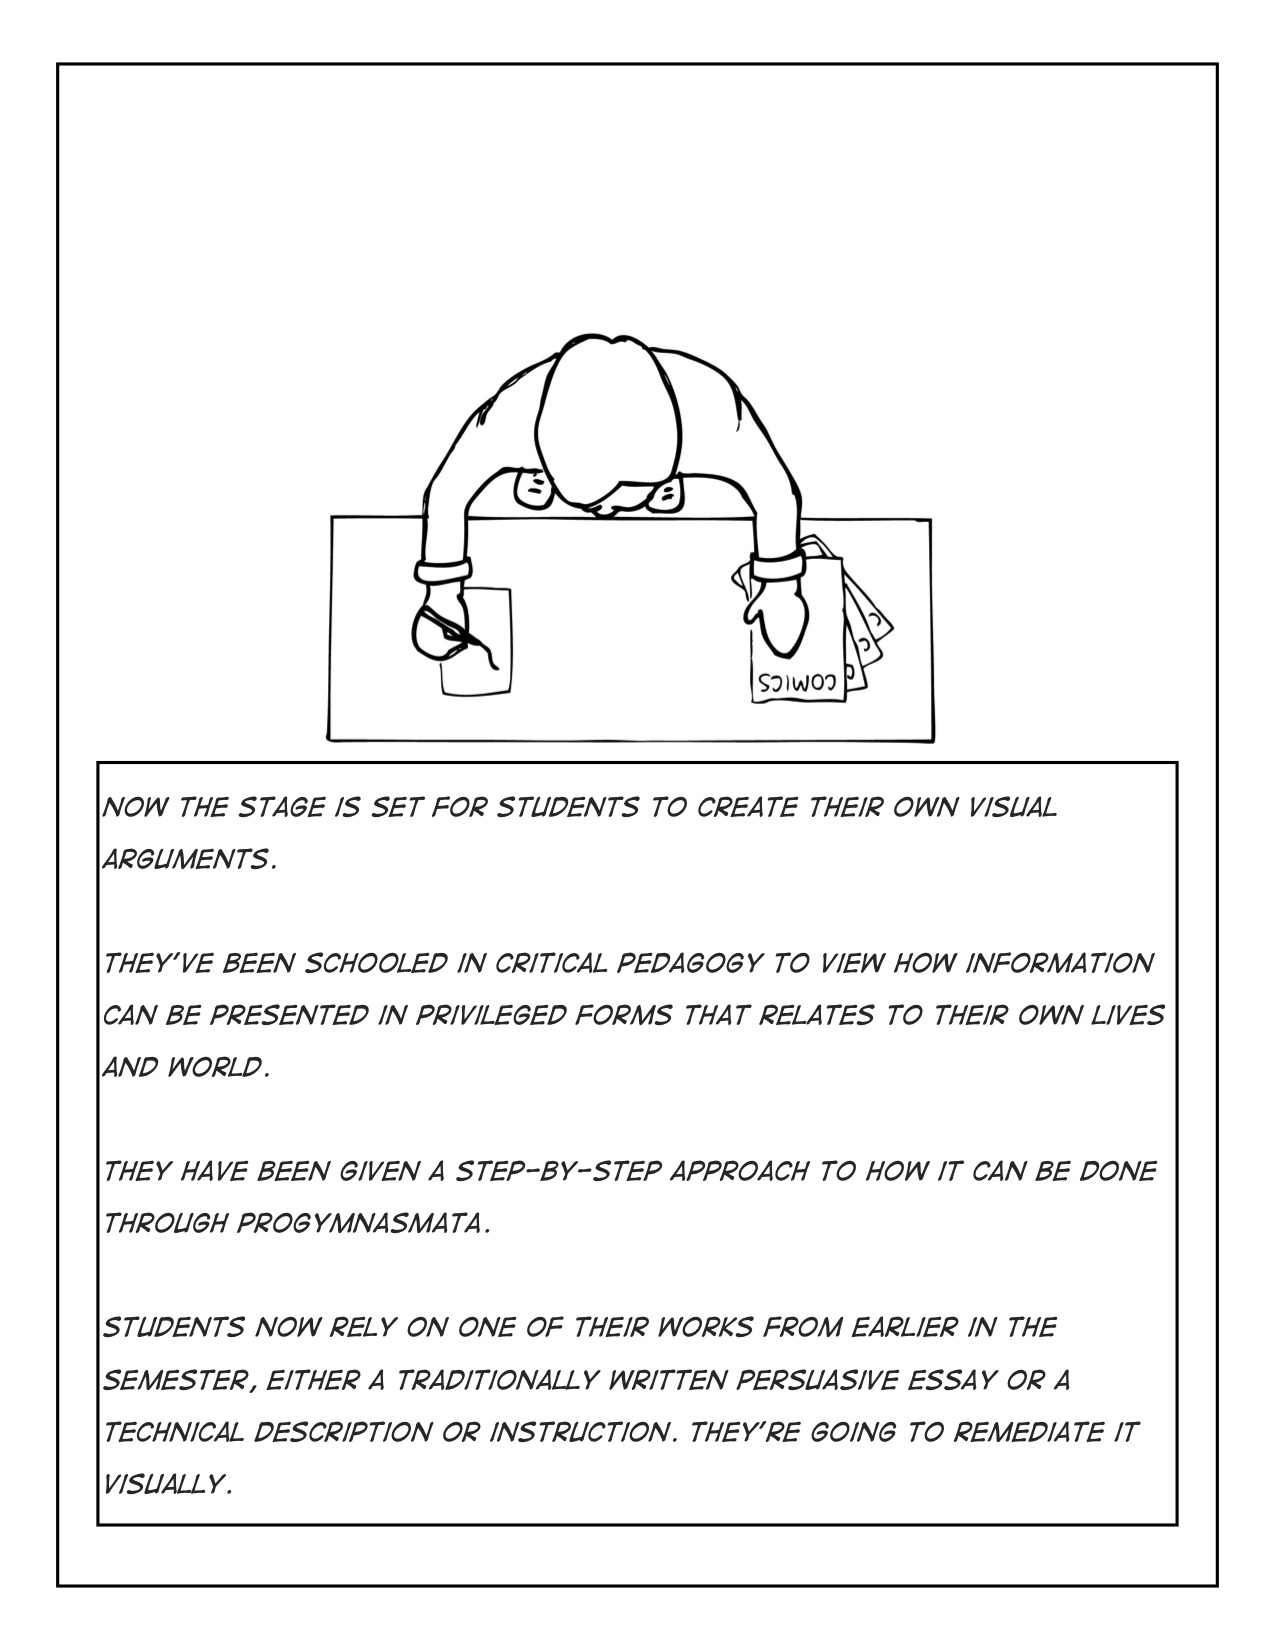 COMICS
C
C
C
NOW THE STAGE IS SET FOR STUDENTS TO CREATE THEIR OWN VISUAL
ARGUMENTS.
THEY'VE BEEN SCHOOLED IN CRITICAL PEDAGOGY TO VIEW HOW INFORMATION
CAN BE PRESENTED IN PRIVILEGED FORMS THAT RELATES TO THEIR OWN LIVES
AND WORLD.
THEY HAVE BEEN GIVEN A STEP-BY-STEP APPROACH TO HOW IT CAN BE DONE
THROUGH PROGYMNASMATA.
STUDENTS NOW RELY ON ONE OF THEIR WORKS FROM EARLIER IN THE
SEMESTER, EITHER A TRADITIONALLY WRITTEN PERSUASIVE ESSAY OR A
TECHNICAL DESCRIPTION OR INSTRUCTION. THEY'RE GOING TO REMEDIATE IT
VISUALLY.